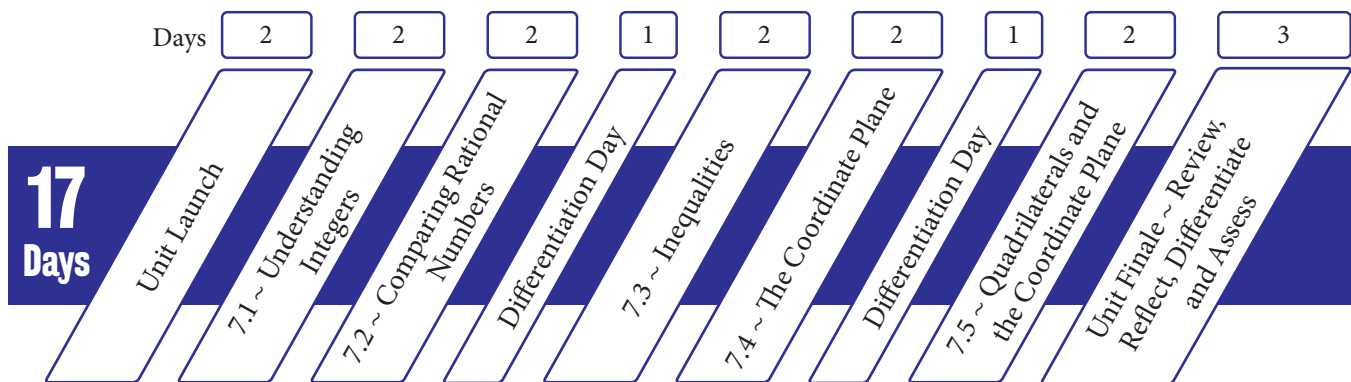 Days 2 2 2 1 2 2 1 2 3
17
Days
Unit Launch
7.1 ~ Understanding
Integers
7.2 ~ Comparing Rational
Numbers
Differentiation Day
7.3 ~ Inequalities
7.4 ~ The Coordinate Plane
Differentiation Day
7.5 ~ Quadrilaterals and
the Coordinate Plane
Unit Finale ~ Review,
Reflect, Differentiate
and Assess